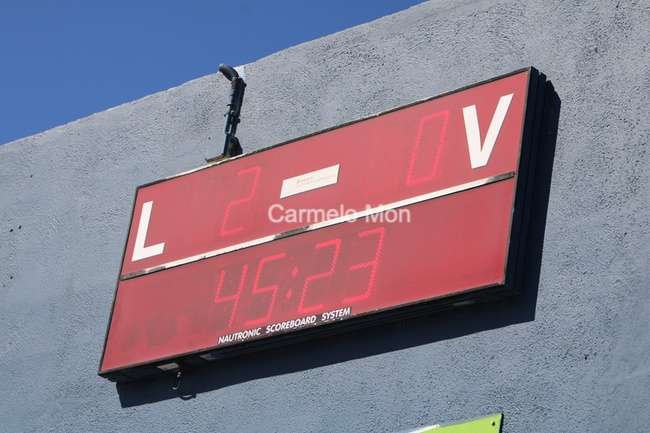 L 2 - 0 V
Carmelo Mon
45:23
NAUTRONIC SCOREBOARD SYSTEM